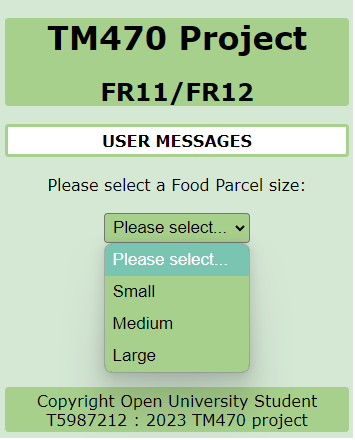 TM470 Project
FR11/FR12
USER MESSAGES
Please select a Food Parcel size:
Please select...
Please select...
Small
Medium
Large
Copyright Open University Student
T5987212 : 2023 TM470 project